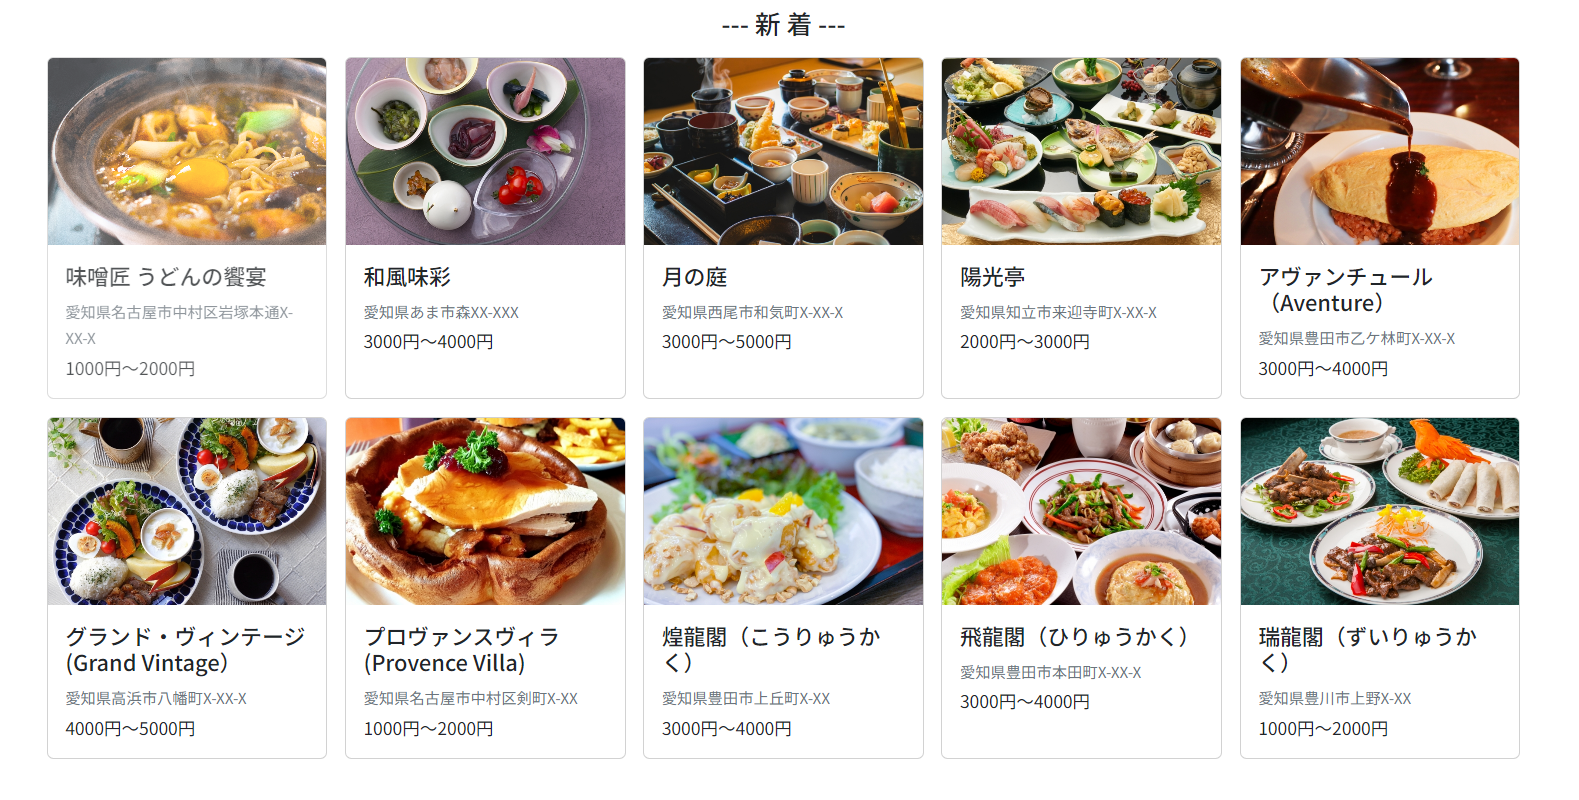 --- 新 着 ---
味噌匠 うどんの饗宴
愛知県名古屋市中村区岩塚本通X-
XX-X
1000円～2000円
和風味彩
愛知県あま市森XX-XXX
3000円～4000円
月の庭
愛知県西尾市和気町X-XX-X
3000円～5000円
陽光亭
愛知県知立市来迎寺町X-XX-X
2000円～3000円
アヴァンチュール
（Aventure）
愛知県豊田市乙ケ林町X-XX-X
3000円～4000円
グランド・ヴィンテージ
(Grand Vintage）
愛知県高浜市八幡町X-XX-X
4000円～5000円
プロヴァンスヴィラ
(Provence Villa)
愛知県名古屋市中村区剣町X-XX
1000円～2000円
煌龍閣（こうりゅうか
く）
愛知県豊田市上丘町X-XX
3000円～4000円
飛龍閣（ひりゅうかく）
愛知県豊田市本田町X-XX-X
3000円～4000円
瑞龍閣（ずいりゅうか
く）
愛知県豊川市上野X-XX
1000円～2000円